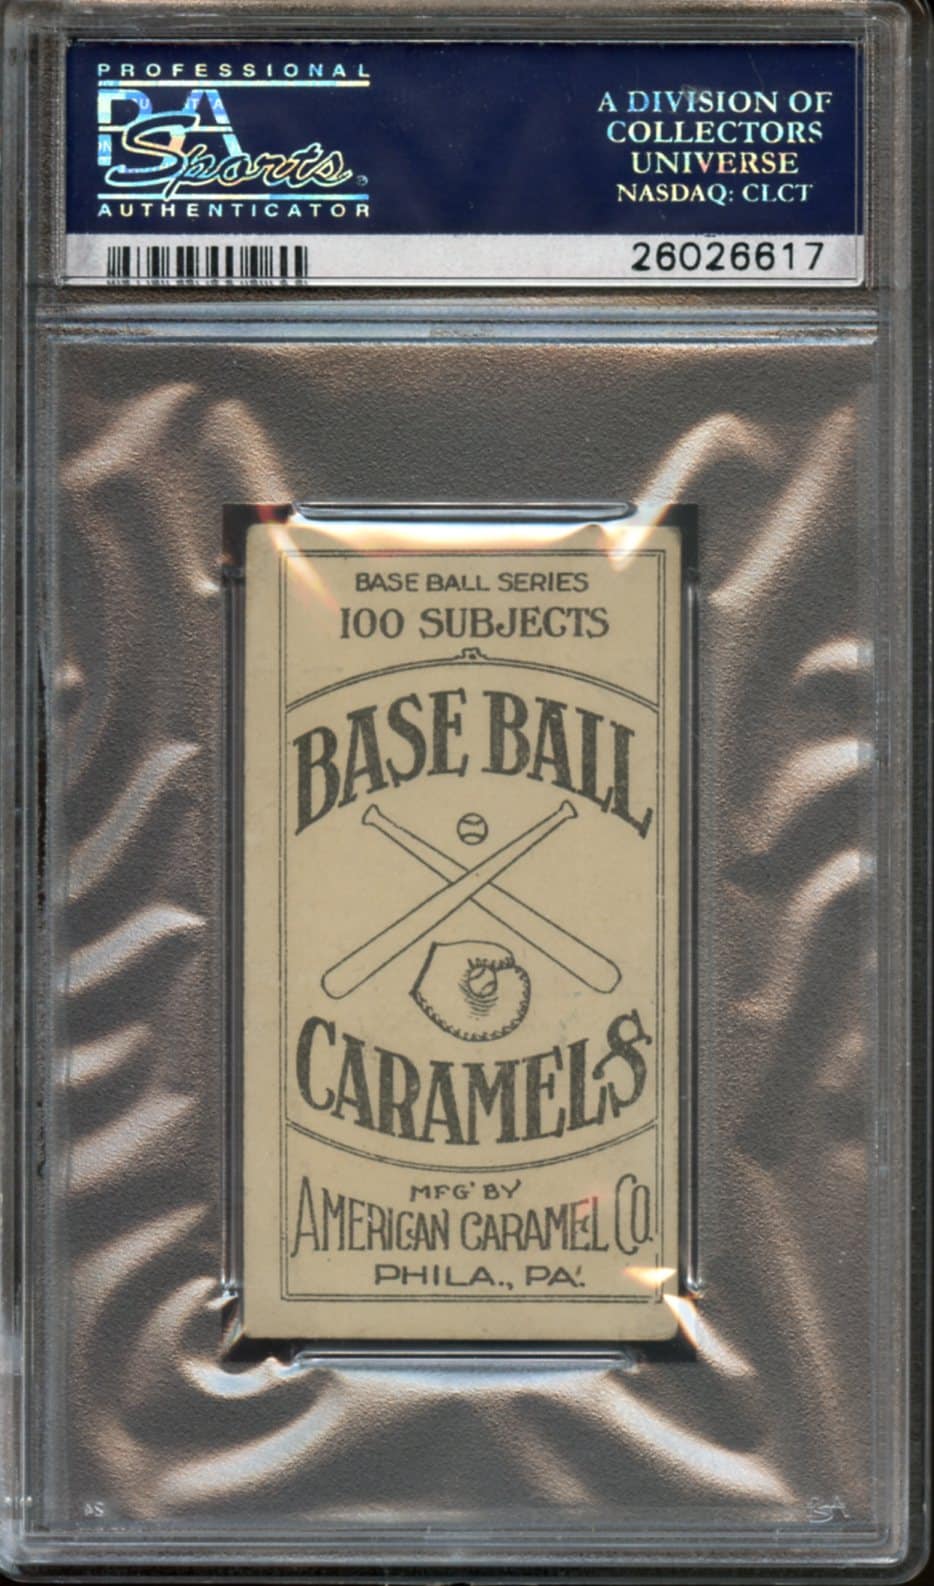 PROFESSIONAL
PSA
Sports
AUTHENTICATOR
A DIVISION OF
COLLECTORS
UNIVERSE
NASDAQ: CLCT
26026617
BASE BALL SERIES
100 SUBJECTS
BASE BALL
CARAMELS
MFG' BY
AMERICAN CARAMEL CO.
PHILA., PA.